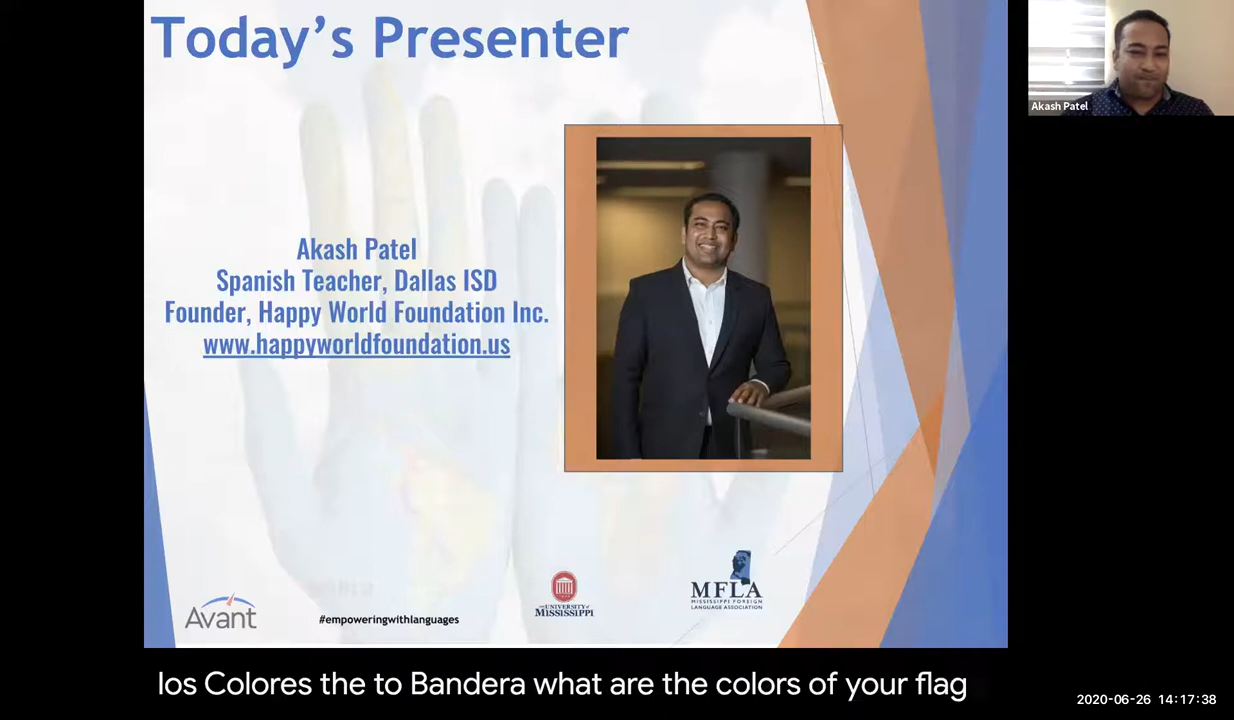 Today's Presenter
Akash Patel
Akash Patel
Spanish Teacher, Dallas ISD
Founder, Happy World Foundation Inc.
www.happyworldfoundation.us
Avant
#empoweringwithlanguages
THE UNIVERSITY of
MISSISSIPPI
MFLA
MISSISSIPPI FOREIGN
LANGUAGE ASSOCIATION
los Colores the to Bandera what are the colors of your flag
2020-06-26 14:17:38